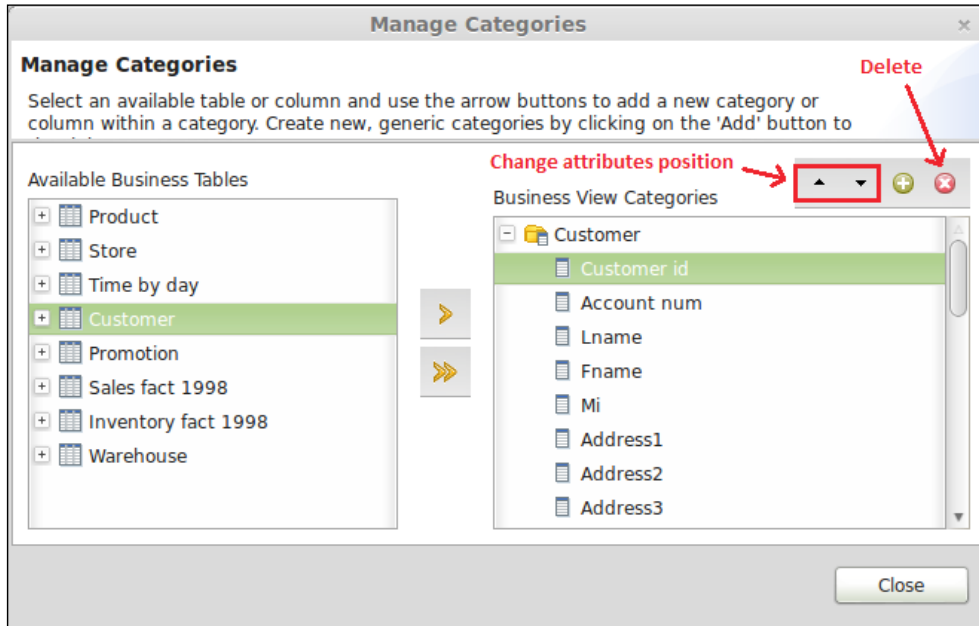 Manage Categories
Manage Categories
Delete
Select an available table or column and use the arrow buttons to add a new category or
column within a category. Create new, generic categories by clicking on the 'Add' button to
Change attributes position
Available Business Tables
Business View Categories
Product
Store
Time by day
Customer
Promotion
Sales fact 1998
Inventory fact 1998
Warehouse
Customer
Customer id
Account num
Lname
Fname
Mi
Address1
Address2
Address3
Close